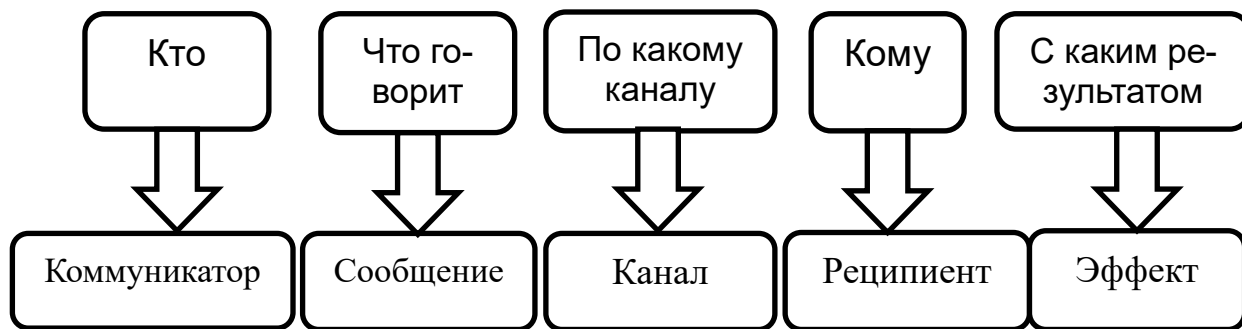 Кто
Что го-
ворит
По какому
каналу
Кому
С каким ре-
зультатом
Коммуникатор
Сообщение
Канал
Реципиент
Эффект